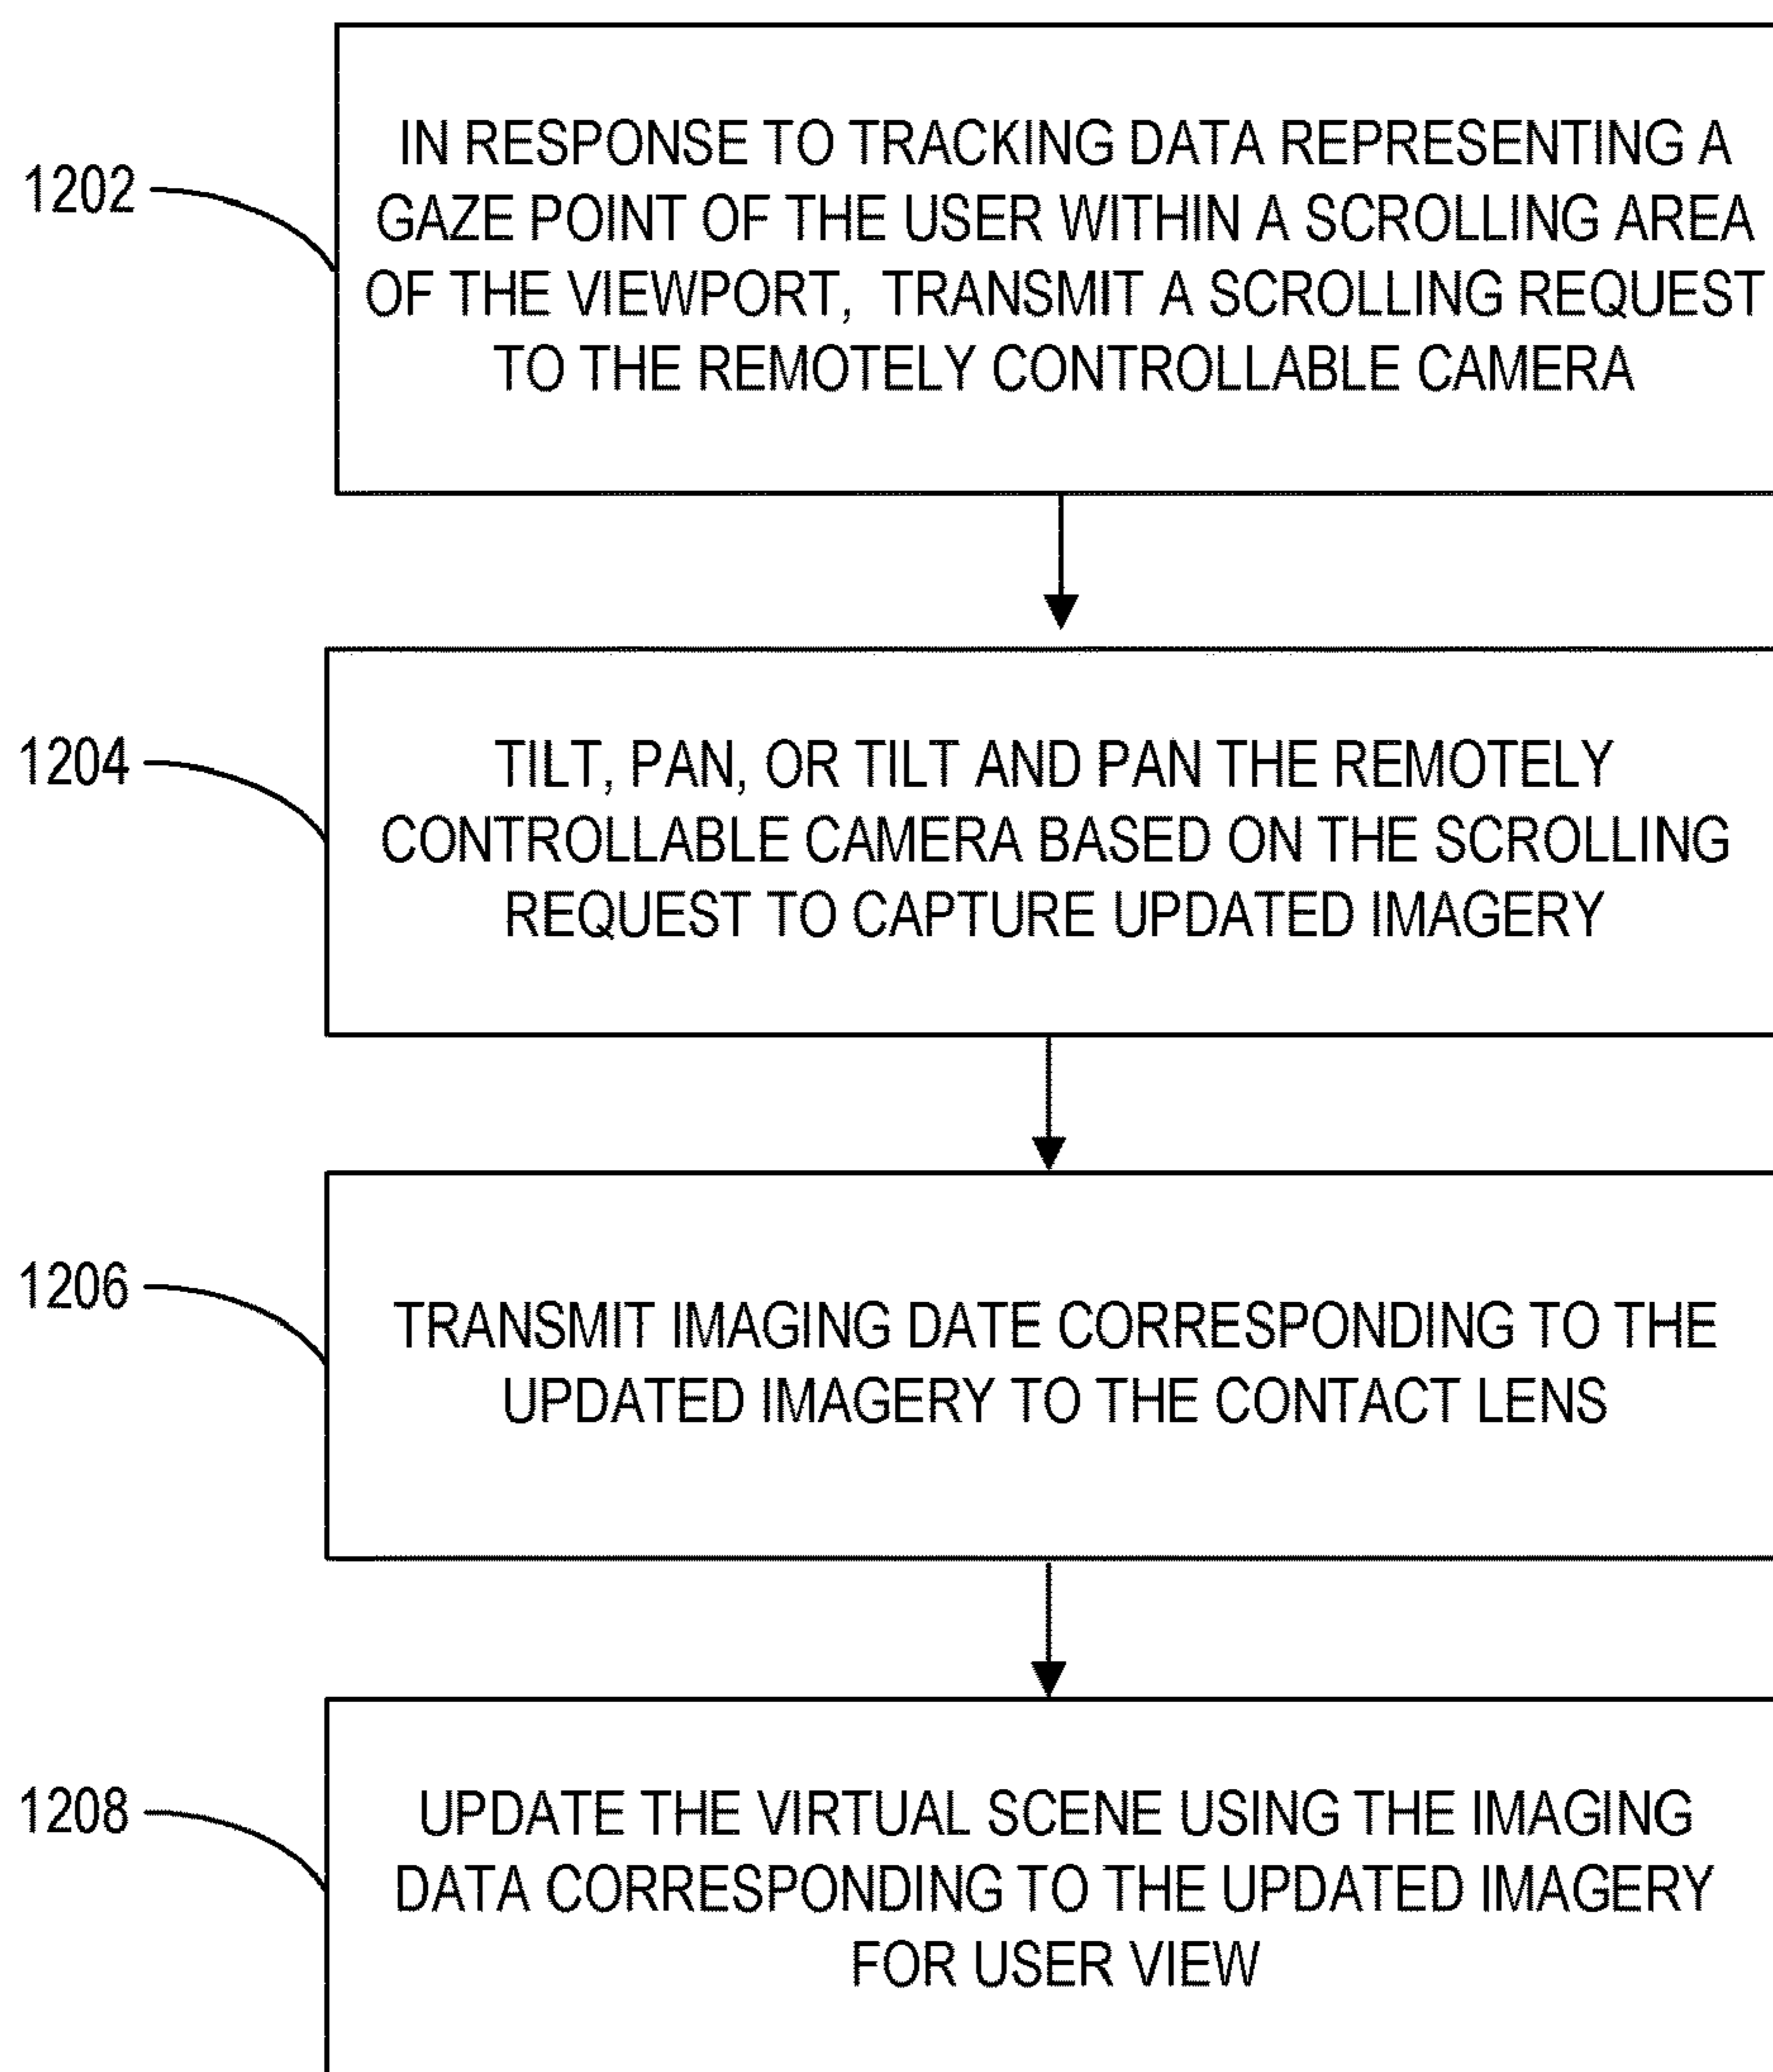 1202
IN RESPONSE TO TRACKING DATA REPRESENTING A
GAZE POINT OF THE USER WITHIN A SCROLLING AREA
OF THE VIEWPORT, TRANSMIT A SCROLLING REQUEST
TO THE REMOTELY CONTROLLABLE CAMERA
1204
TILT, PAN, OR TILT AND PAN THE REMOTELY
CONTROLLABLE CAMERA BASED ON THE SCROLLING
REQUEST TO CAPTURE UPDATED IMAGERY
1206
TRANSMIT IMAGING DATE CORRESPONDING TO THE
UPDATED IMAGERY TO THE CONTACT LENS
1208
UPDATE THE VIRTUAL SCENE USING THE IMAGING
DATA CORRESPONDING TO THE UPDATED IMAGERY
FOR USER VIEW